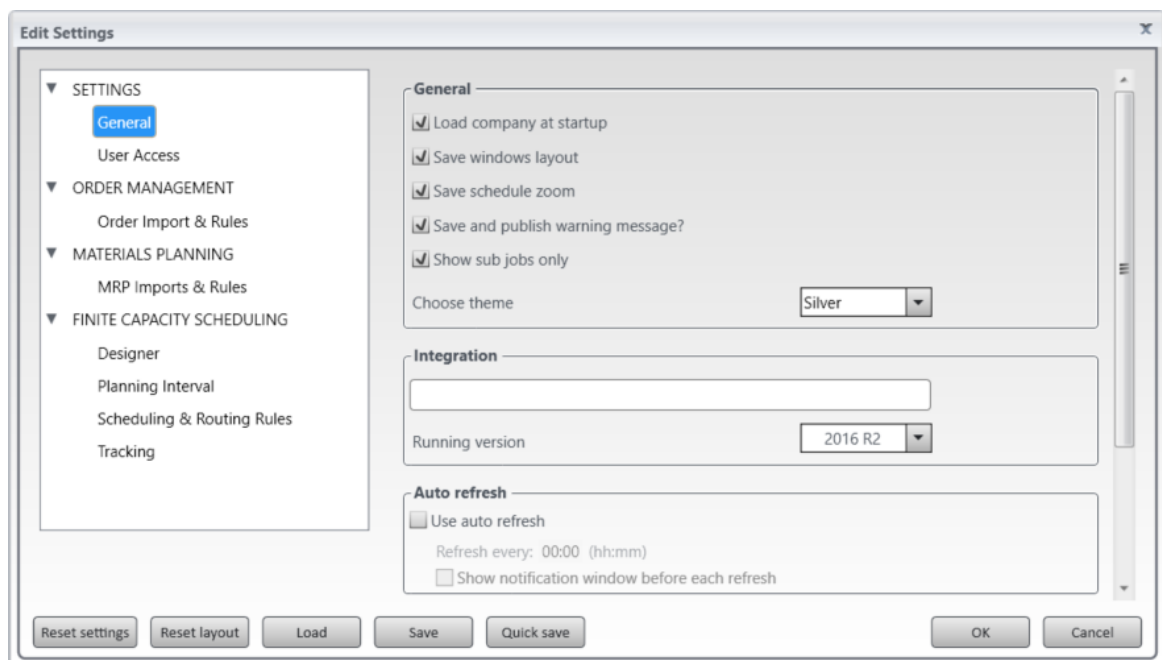 Edit Settings
SETTINGS
General
User Access
ORDER MANAGEMENT
Order Import & Rules
MATERIALS PLANNING
MRP Imports & Rules
FINITE CAPACITY SCHEDULING
Designer
Planning Interval
Scheduling & Routing Rules
Tracking
General
Load company at startup
Save windows layout
Save schedule zoom
Save and publish warning message?
Show sub jobs only
Choose theme Silver
Integration
Running version 2016 R2
Auto refresh
Use auto refresh
Refresh every: 00:00 (hh:mm)
Show notification window before each refresh
Reset settings Reset layout Load Save Quick save OK Cancel